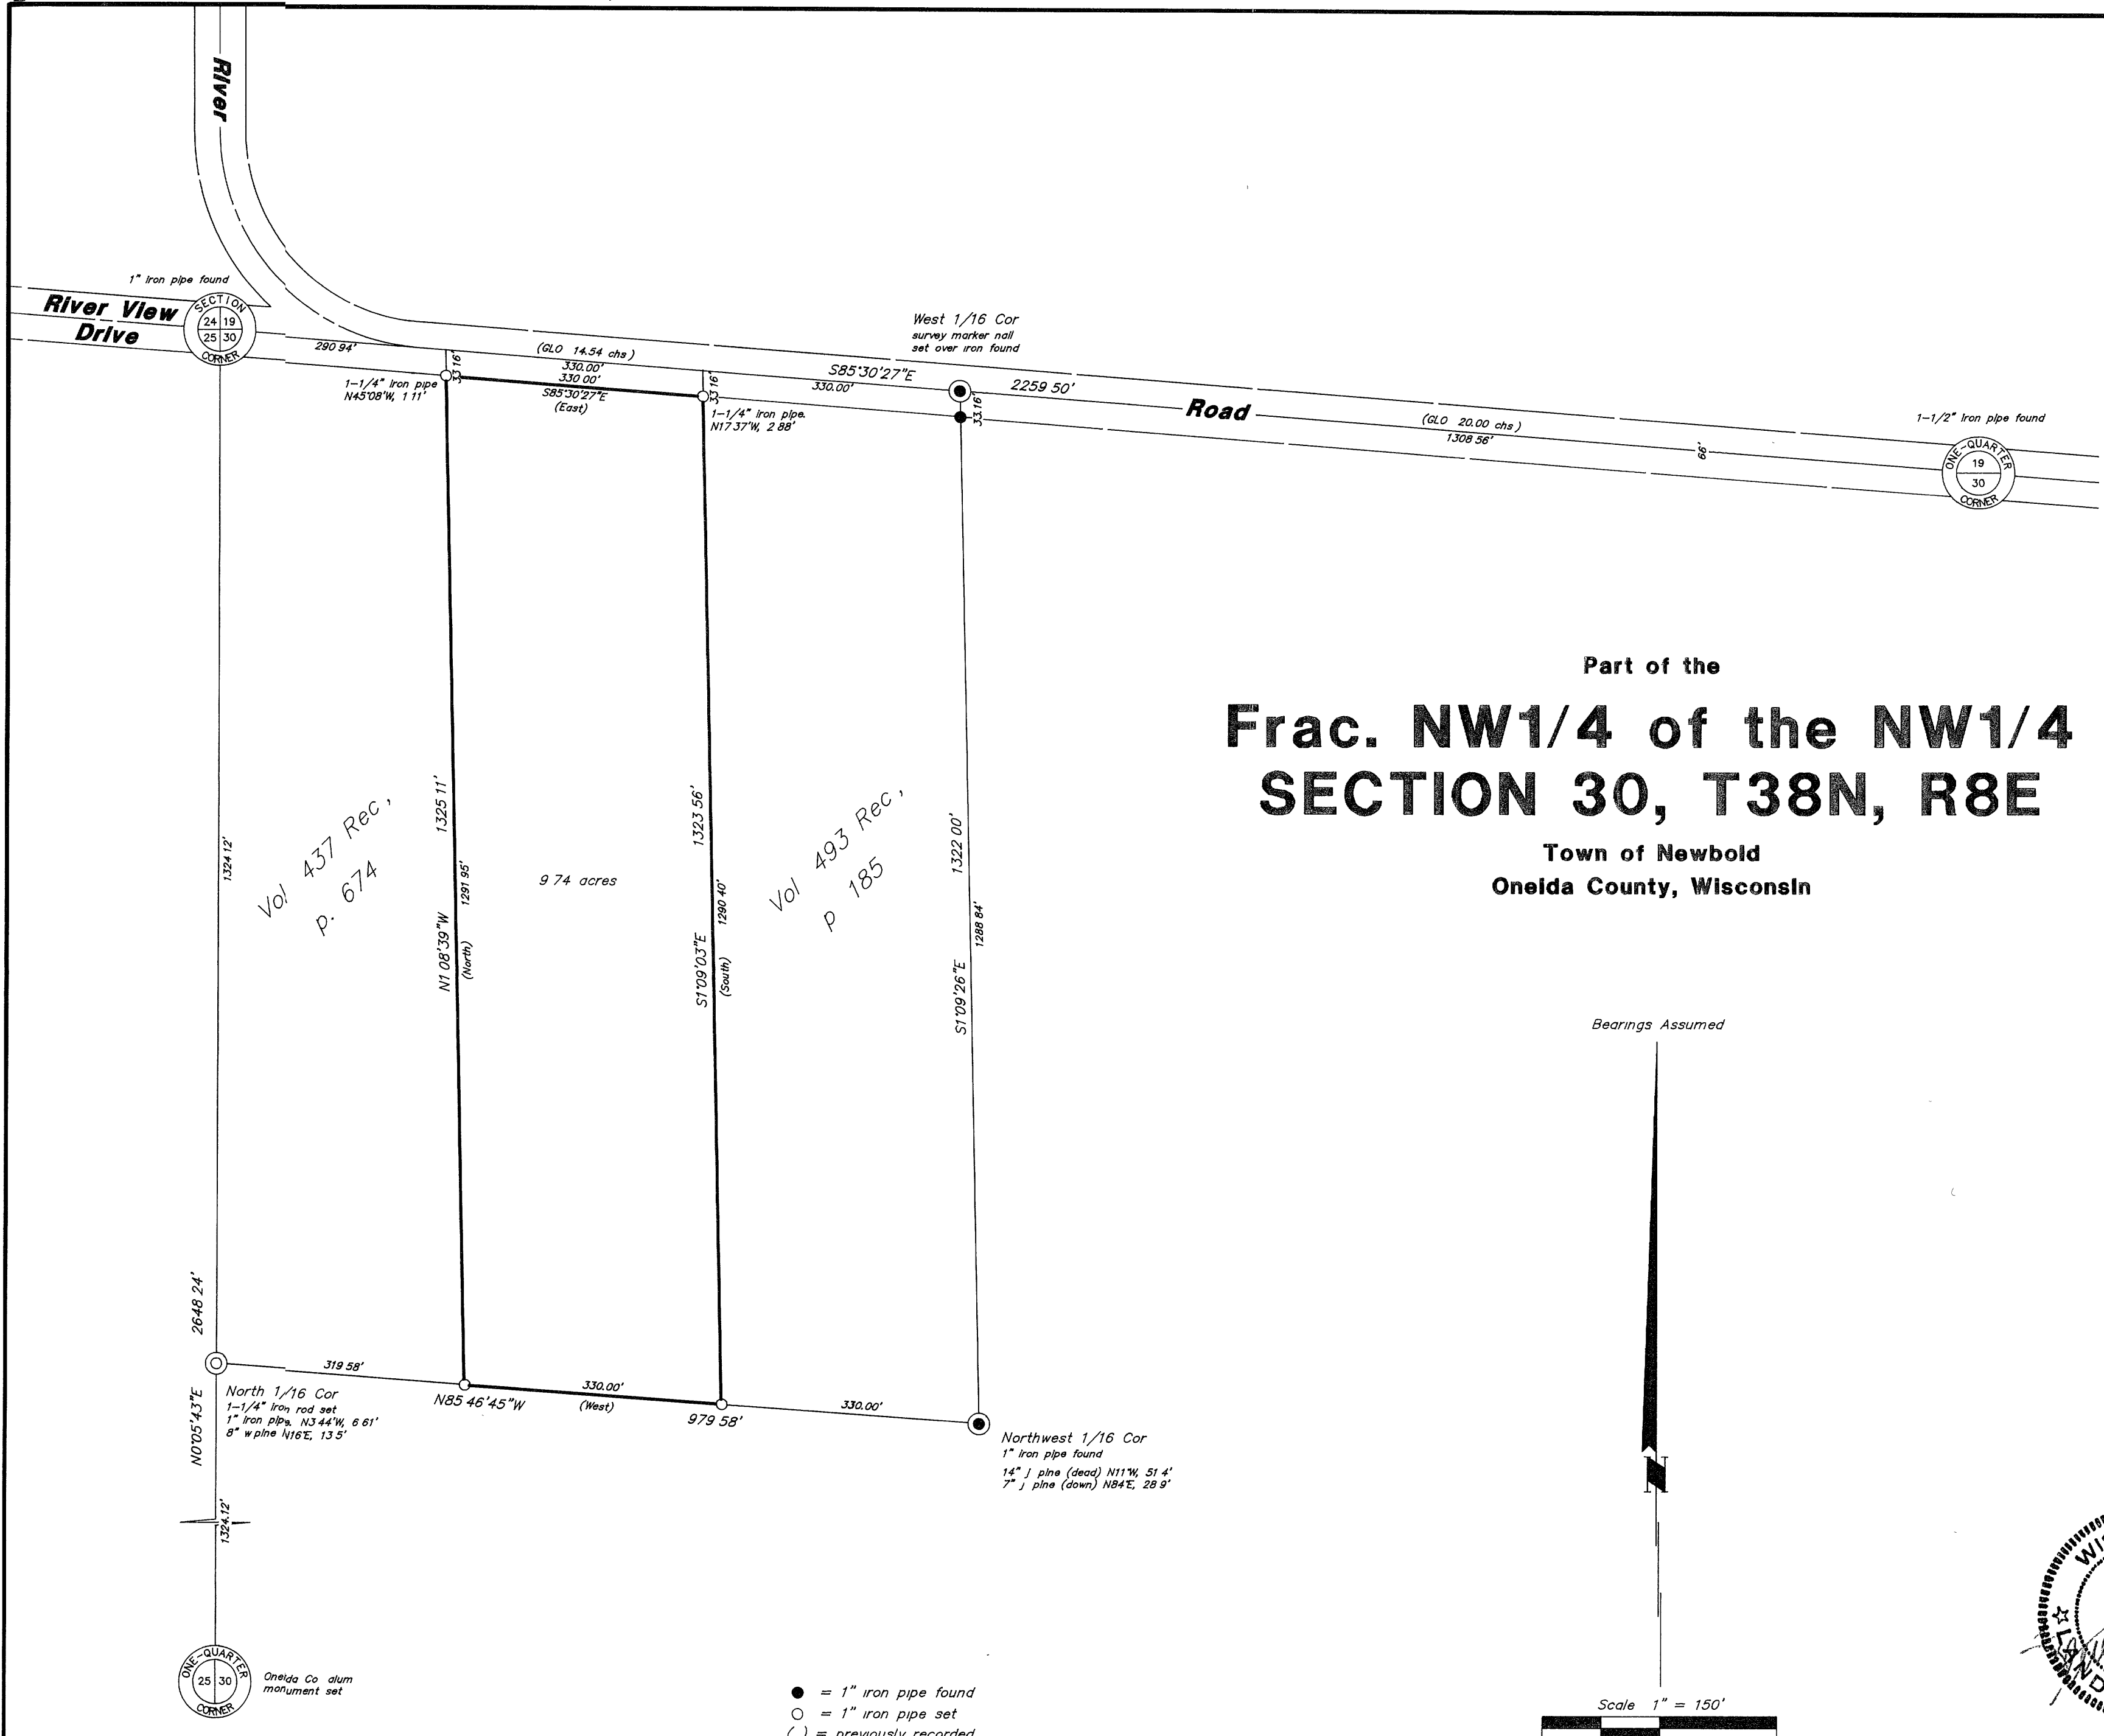 River
1" iron pipe found
River View
Drive
SECTION
24 19
25 30
CORNER
290 94'
(GLO 14.54 chs)
330.00'
330 00'
S85°30'27"E
(East)
33 16'
33 16'
1-1/4" iron pipe
N45°08'W, 1 11'
1-1/4" iron pipe.
N17 37'W, 2 88'
West 1/16 Cor
survey marker nail
set over iron found
S85°30'27"E
330.00'
2259 50'
33.16'
Road
(GLO 20.00 chs)
1308 56'
66'
1-1/2" iron pipe found
ONE-QUARTER
19
30
CORNER
Part of the
Frac. NW1/4 of the NW1/4
SECTION 30, T38N, R8E
Town of Newbold
Oneida County, Wisconsin
1324 12'
Vol 437 Rec,
p. 674
1325 11'
1291 95'
N1 08'39"W
(North)
9 74 acres
1323 56'
1290 40'
S1°09'03"E
(South)
Vol 493 Rec,
p 185
1322 00'
1288 84'
S1°09'26"E
Bearings Assumed
N
2648 24'
N0°05'43"E
1324.12'
319 58'
North 1/16 Cor
1-1/4" iron rod set
1" iron pipe. N3 44'W, 6 61'
8" w pine N16°E, 13 5'
N85 46'45"W
330.00'
(West)
979 58'
330.00'
Northwest 1/16 Cor
1" iron pipe found
14" j pine (dead) N11°W, 51 4'
7" j pine (down) N84°E, 28 9'
ONE-QUARTER
25 30
CORNER
Oneida Co alum
monument set
● = 1" iron pipe found
○ = 1" iron pipe set
( ) = previously recorded
Scale 1" = 150'